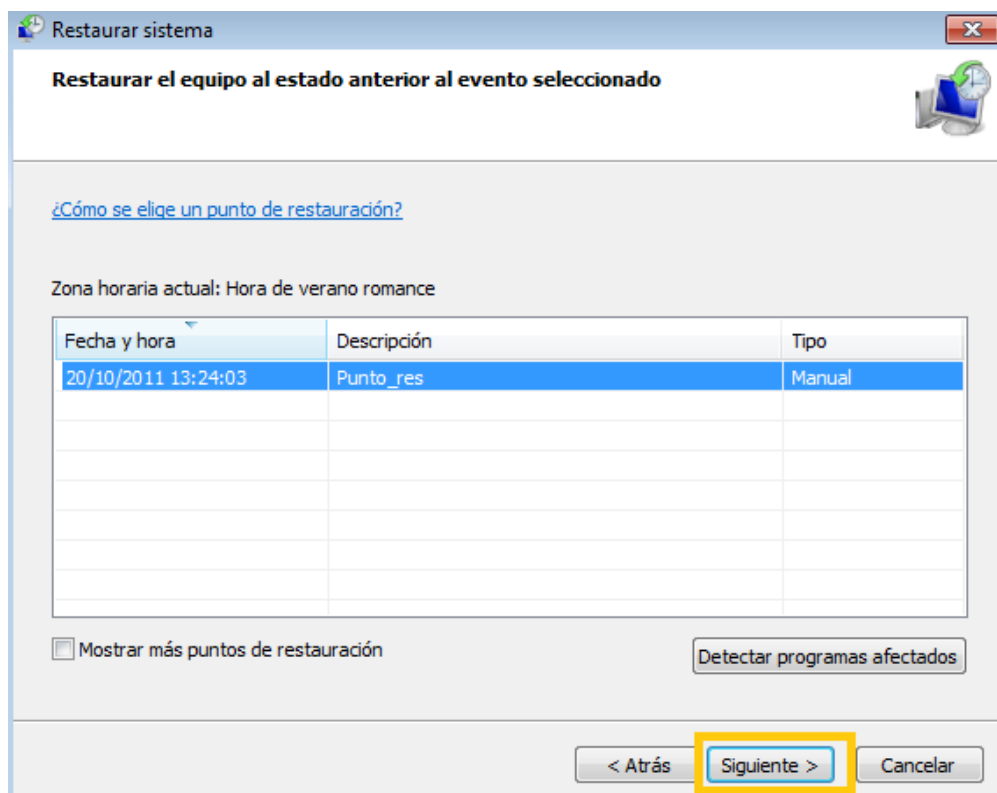 Restaurar sistema
Restaurar el equipo al estado anterior al evento seleccionado
¿Cómo se elige un punto de restauración?
Zona horaria actual: Hora de verano romance
Fecha y hora Descripción Tipo
20/10/2011 13:24:03 Punto_res Manual
Mostrar más puntos de restauración Detectar programas afectados
< Atrás Siguiente > Cancelar